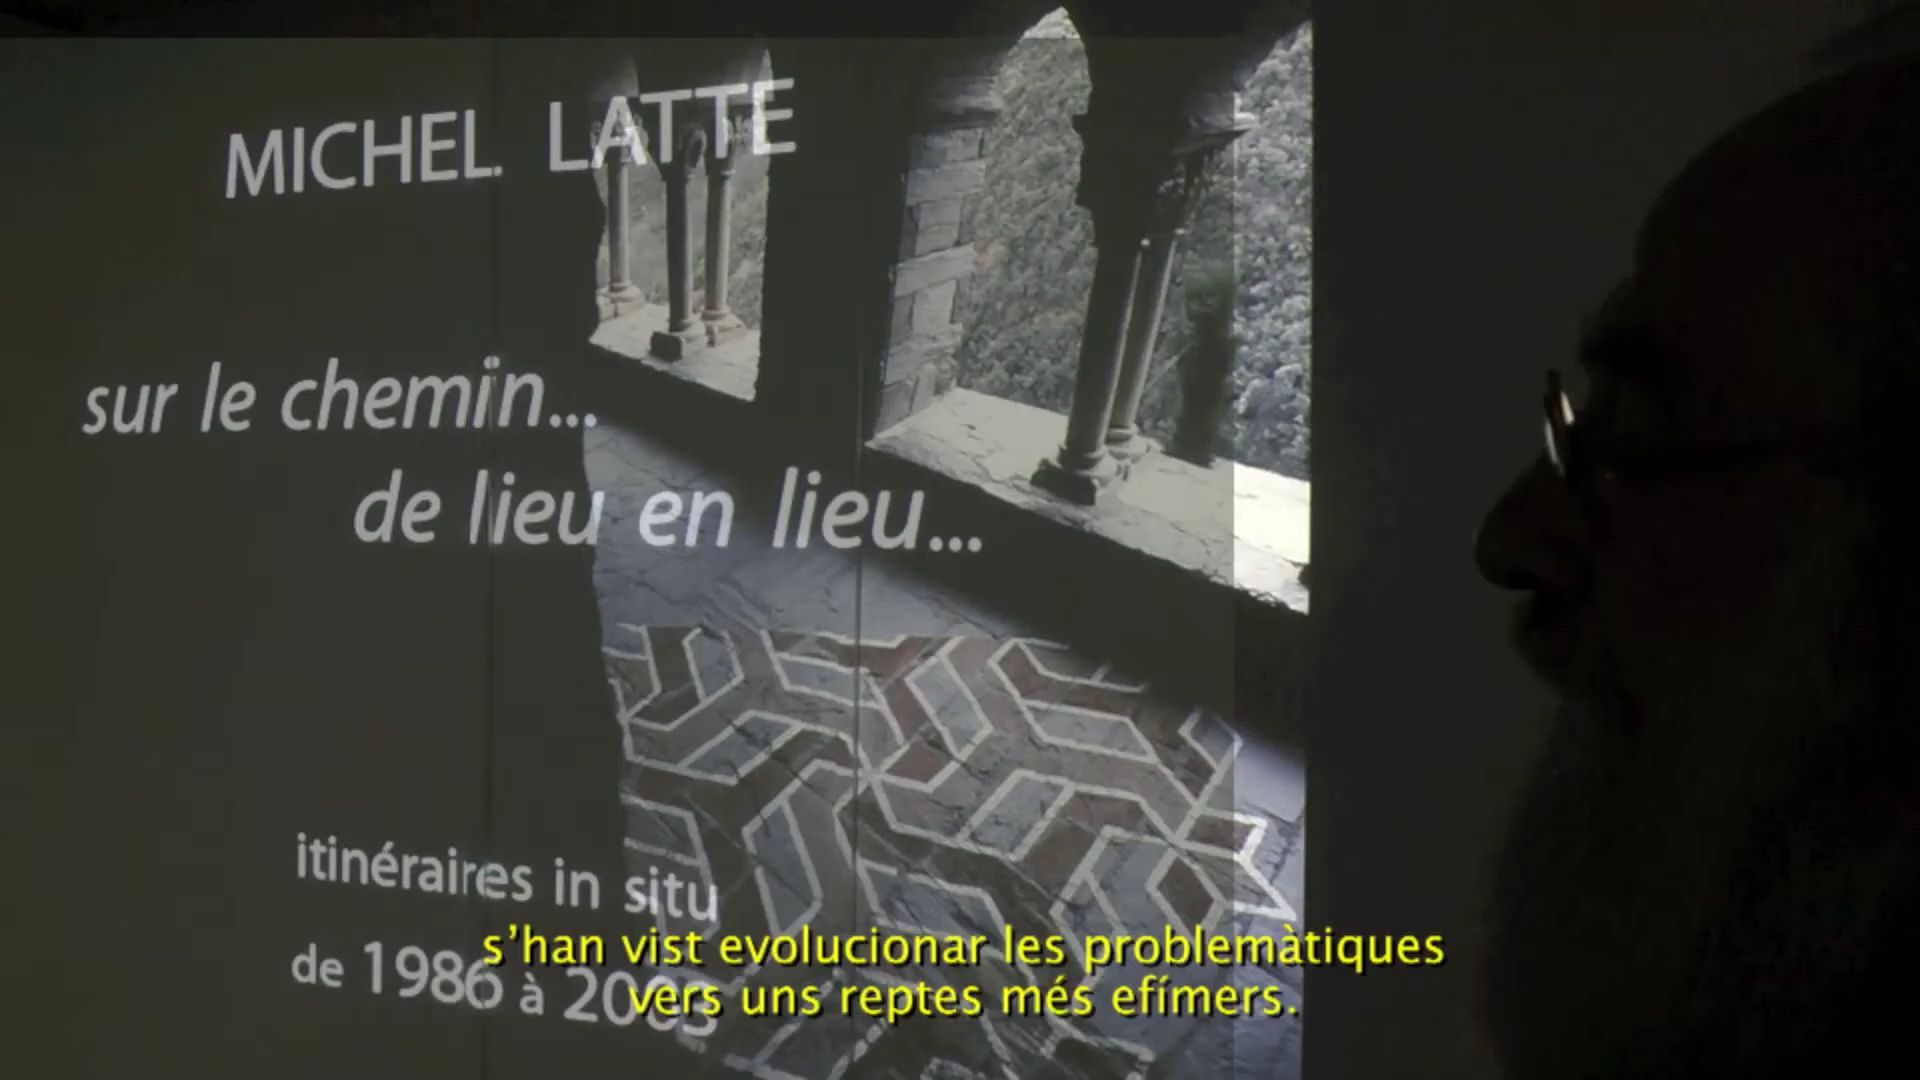 MICHEL LATTE
sur le chemin...
de lieu en lieu...
itinéraires in situ
de 1986 à
s'han vist evolucionar les problemàtiques
vers uns reptes més efímers.